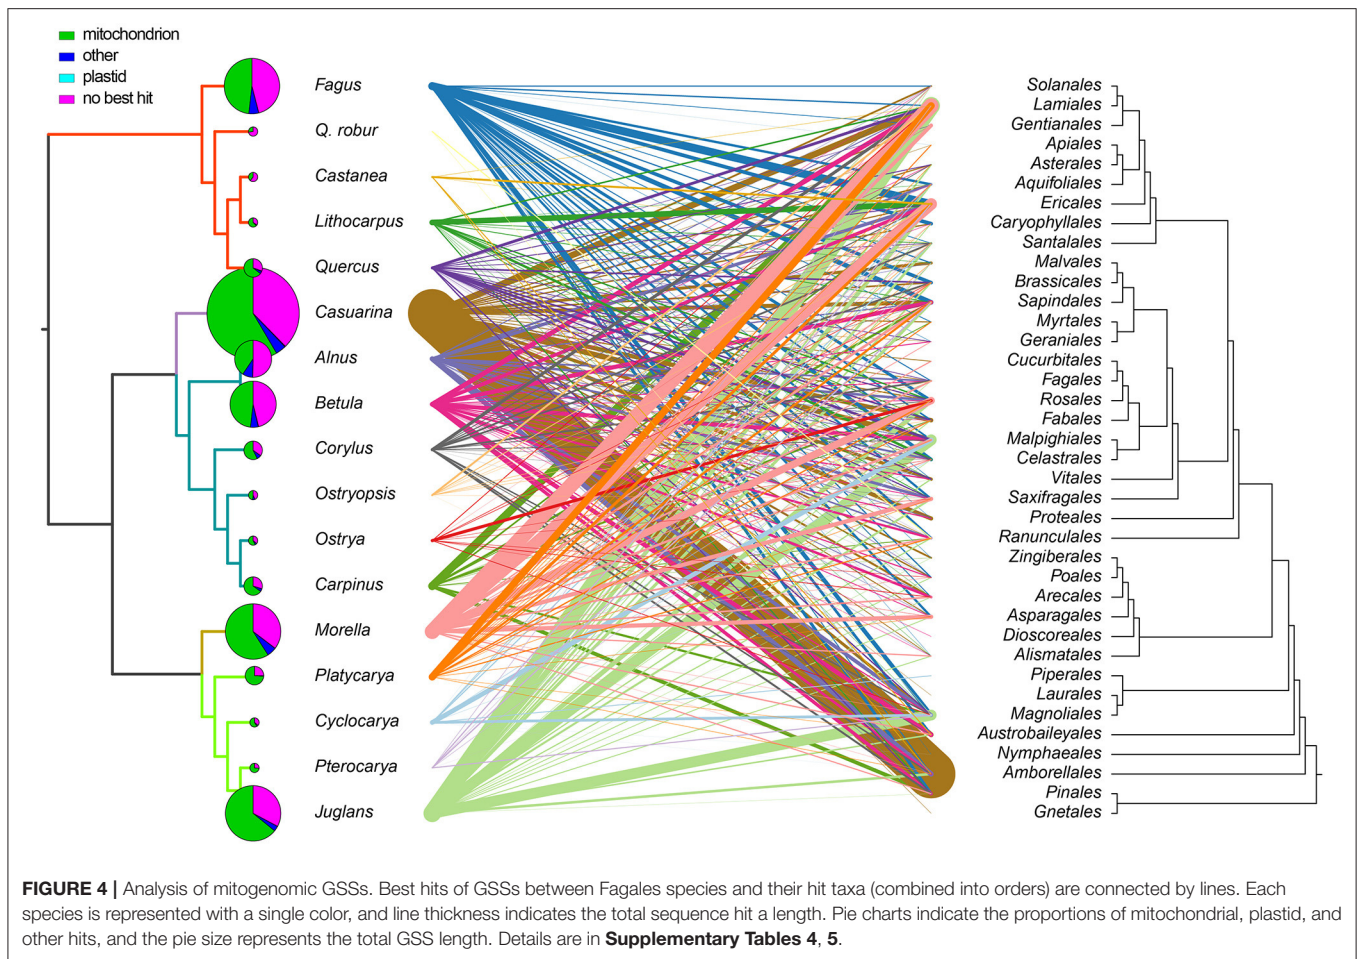 mitochondrion
other
plastid
no best hit
Fagus
Q. robur
Castanea
Lithocarpus
Quercus
Casuarina
Alnus
Betula
Corylus
Ostryopsis
Ostrya
Carpinus
Morella
Platycarya
Cyclocarya
Pterocarya
Juglans
Solanales
Lamiales
Gentianales
Apiales
Asterales
Aquifoliales
Ericales
Caryophyllales
Santalales
Malvales
Brassicales
Sapindales
Myrtales
Geraniales
Cucurbitales
Fagales
Rosales
Fabales
Malpighiales
Celastrales
Vitales
Saxifragales
Proteales
Ranunculales
Zingiberales
Poales
Arecales
Asparagales
Dioscoreales
Alismatales
Piperales
Laurales
Magnoliales
Austrobaileyales
Nymphaeales
Amborellales
Pinales
Gnetales
FIGURE 4 | Analysis of mitogenomic GSSs. Best hits of GSSs between Fagales species and their hit taxa (combined into orders) are connected by lines. Each
species is represented with a single color, and line thickness indicates the total sequence hit a length. Pie charts indicate the proportions of mitochondrial, plastid, and
other hits, and the pie size represents the total GSS length. Details are in Supplementary Tables 4, 5.